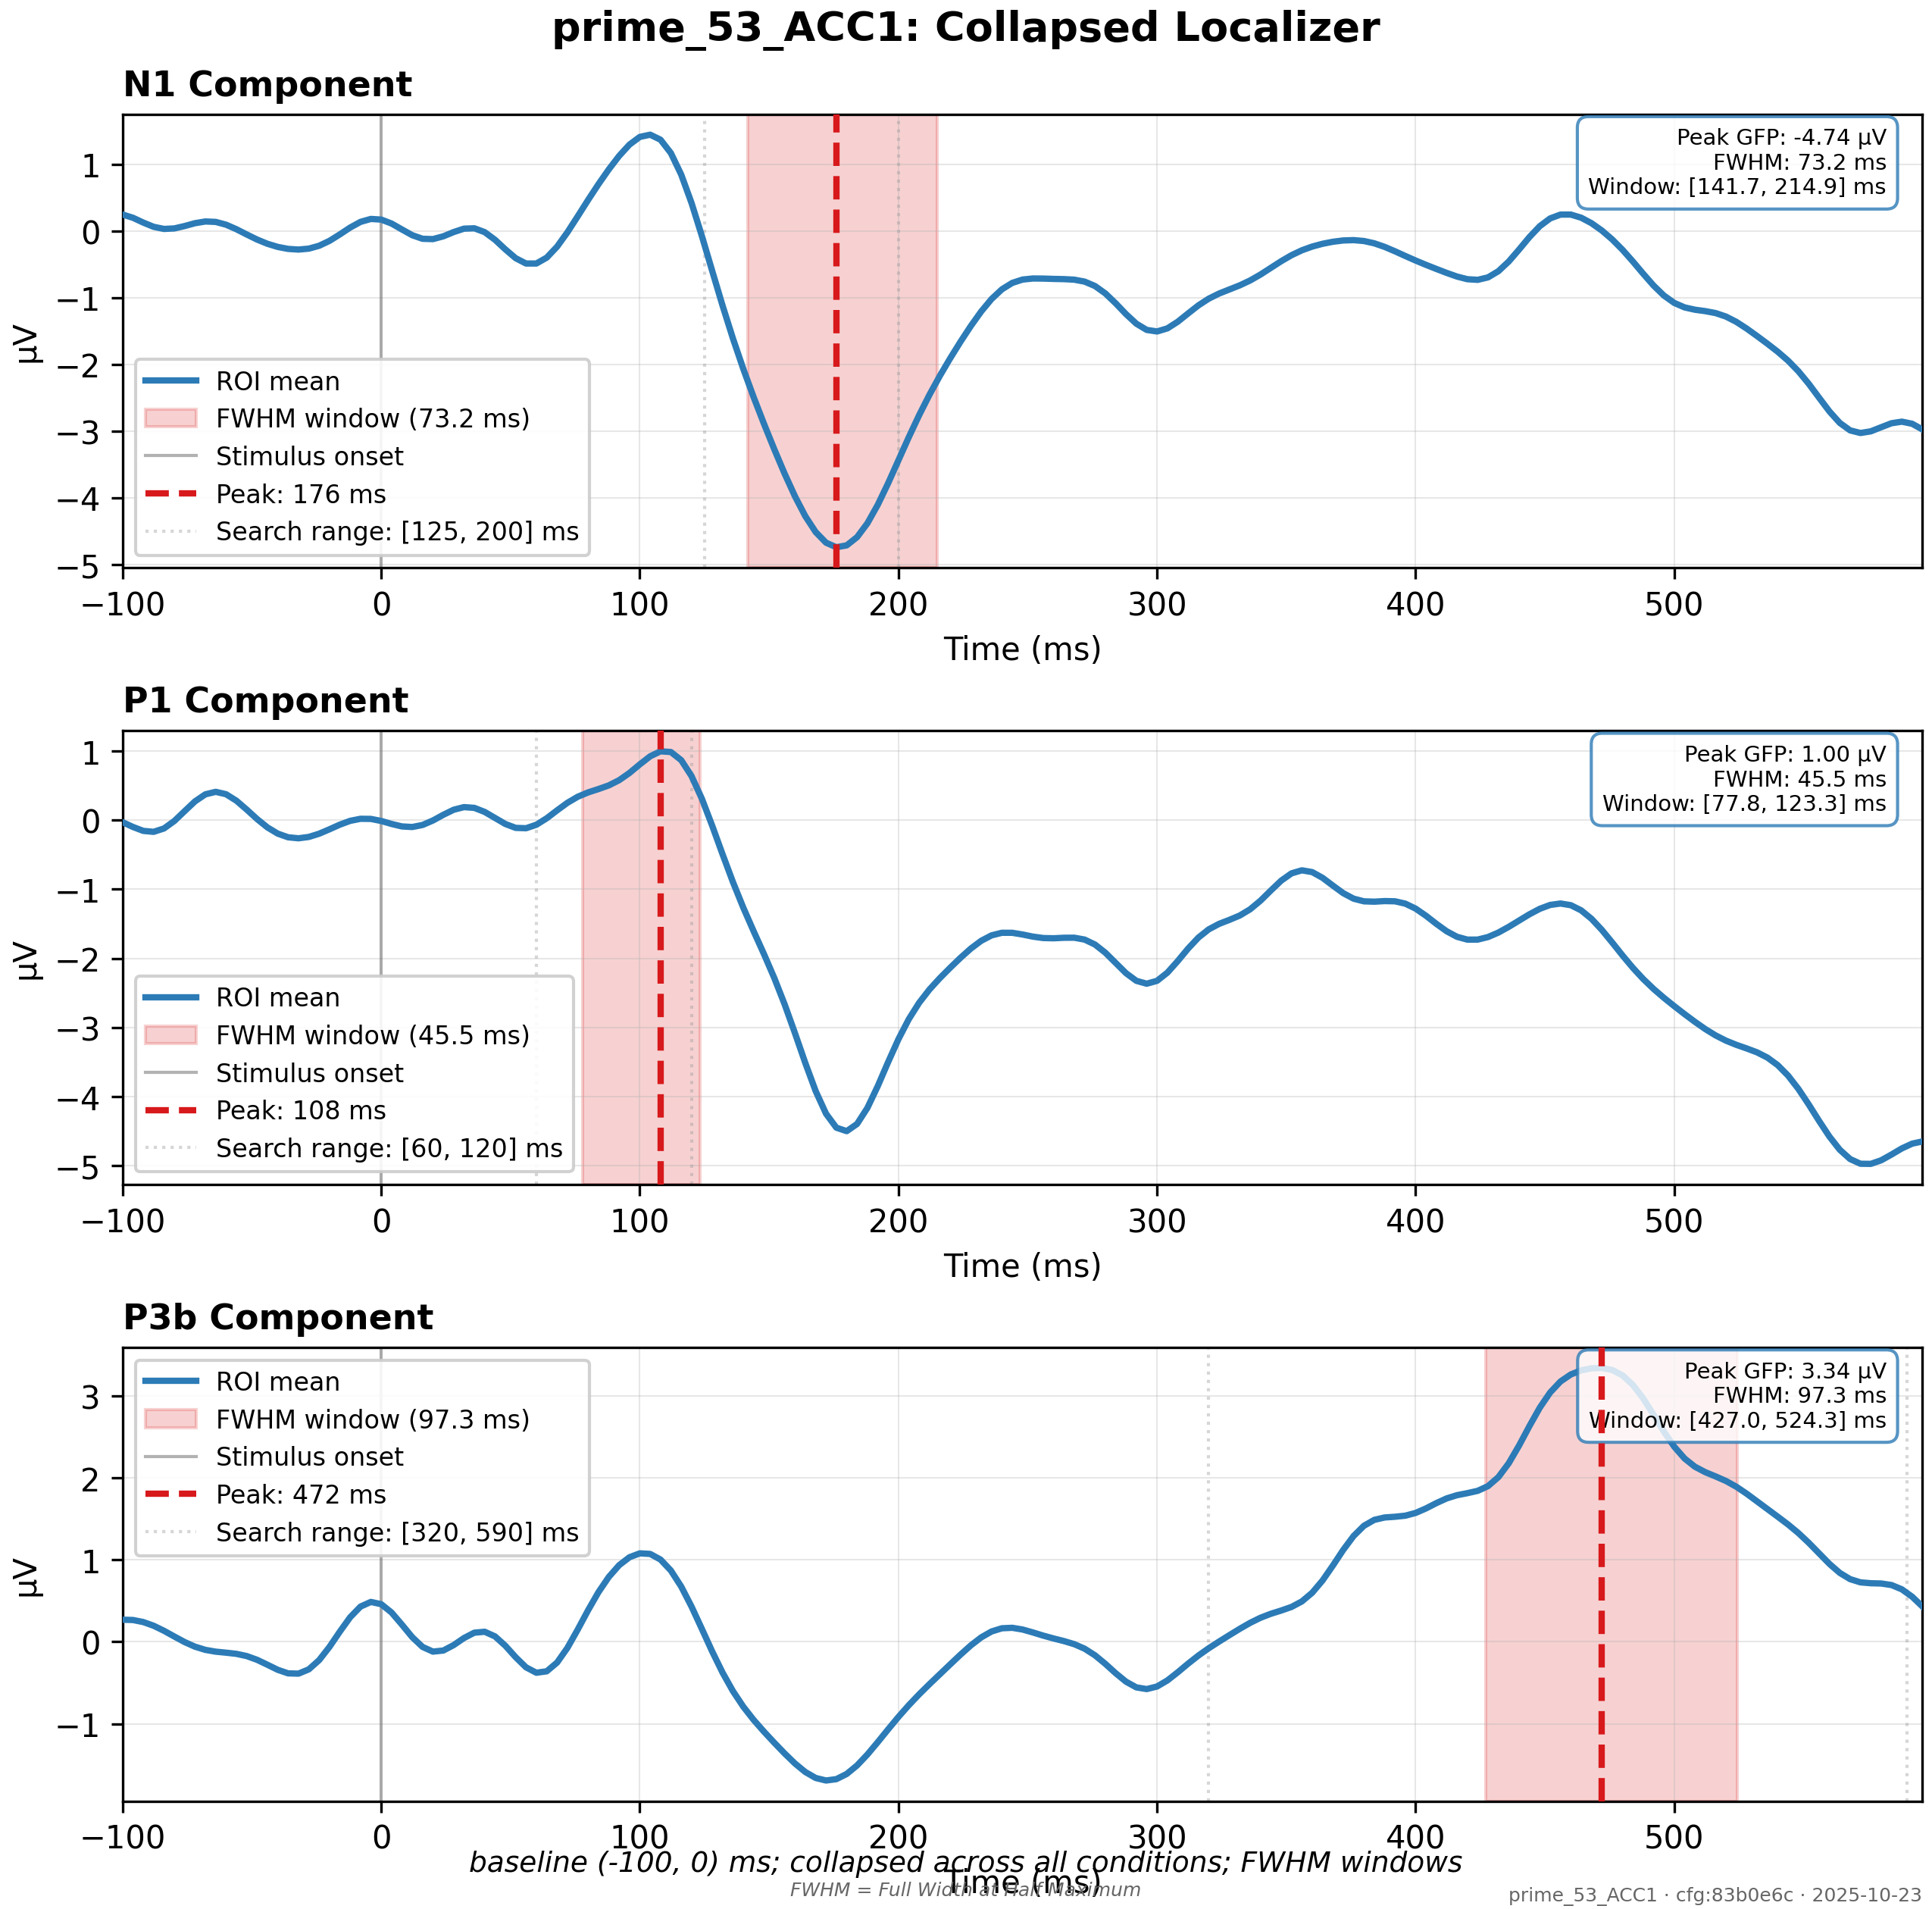 prime_53_ACC1: Collapsed Localizer
N1 Component
Peak GFP: -4.74 µV
FWHM: 73.2 ms
Window: [141.7, 214.9] ms
1
0
−1
−2
−3
−4
−5
µV
ROI mean
FWHM window (73.2 ms)
Stimulus onset
Peak: 176 ms
Search range: [125, 200] ms
−100 0 100 200 300 400 500
Time (ms)
P1 Component
Peak GFP: 1.00 µV
FWHM: 45.5 ms
Window: [77.8, 123.3] ms
1
0
−1
−2
−3
−4
−5
µV
ROI mean
FWHM window (45.5 ms)
Stimulus onset
Peak: 108 ms
Search range: [60, 120] ms
−100 0 100 200 300 400 500
Time (ms)
P3b Component
Peak GFP: 3.34 µV
FWHM: 97.3 ms
Window: [427.0, 524.3] ms
3
2
1
0
−1
µV
ROI mean
FWHM window (97.3 ms)
Stimulus onset
Peak: 472 ms
Search range: [320, 590] ms
−100 0 100 200 300 400 500
baseline (-100, 0) ms; collapsed across all conditions; FWHM windows
Time (ms)
FWHM = Full Width at Half Maximum
prime_53_ACC1 · cfg:83b0e6c · 2025-10-23